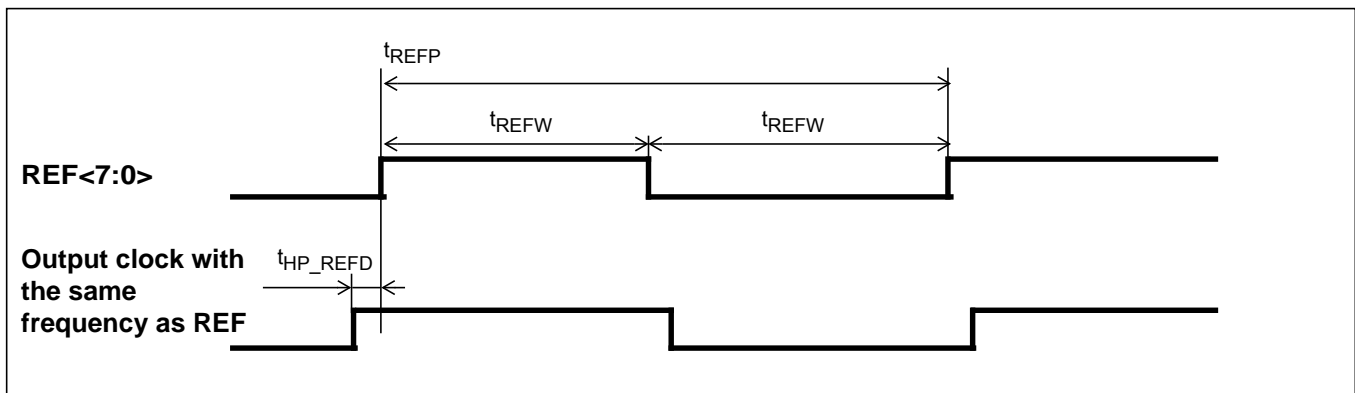 tREFP
tREFW tREFW
REF<7:0>
Output clock with
the same
frequency as REF
tHP_REFD